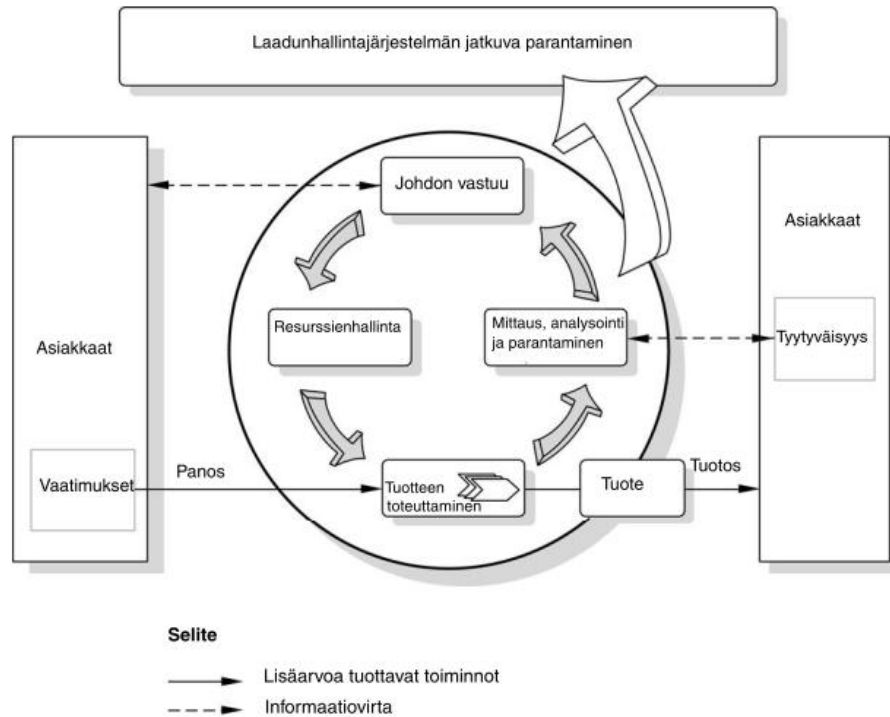 Laadunhallintajärjestelmän jatkuva parantaminen
Johdon vastuu
Asiakkaat
Resurssienhallinta
Mittaus, analysointi
ja parantaminen
Asiakkaat
Tyytyväisyys
Vaatimukset
Panos
Tuotteen
toteuttaminen
Tuote
Tuotos
Selite
Lisäarvoa tuottavat toiminnot
Informaatiovirta